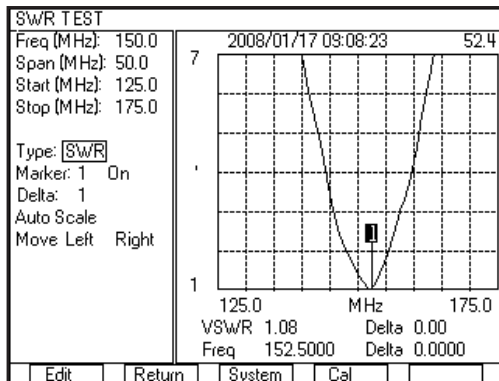 SWR TEST
Freq (MHz): 150.0
Span (MHz): 50.0
Start (MHz): 125.0
Stop (MHz): 175.0
Type: SWR
Marker: 1 On
Delta: 1
Auto Scale
Move Left Right
2008/01/17 09:08:23 52.4
7
1
1
125.0 MHz 175.0
VSWR 1.08 Delta 0.00
Freq 152.5000 Delta 0.0000
Edit Return System Cal